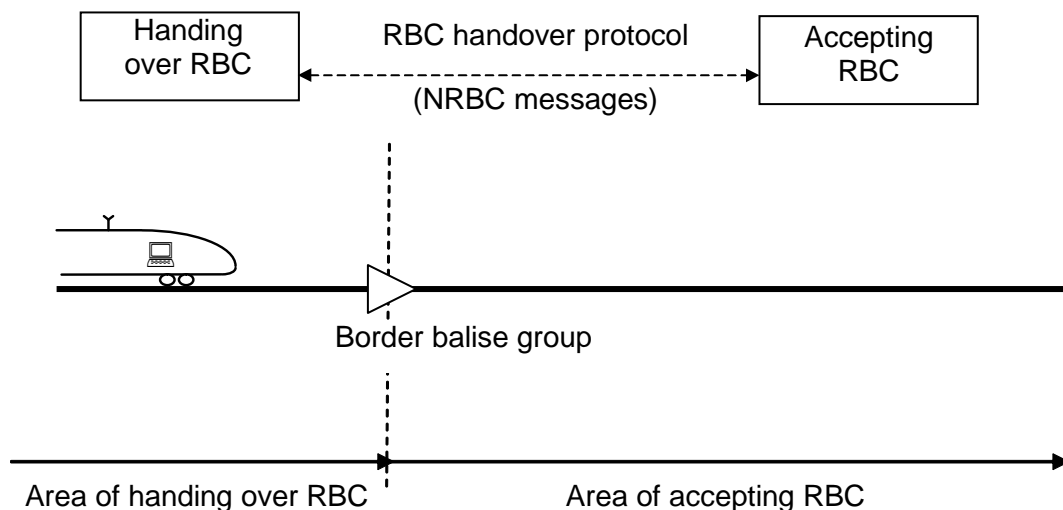 Handing
over RBC
RBC handover protocol
(NRBC messages)
Accepting
RBC
Border balise group
Area of handing over RBC
Area of accepting RBC